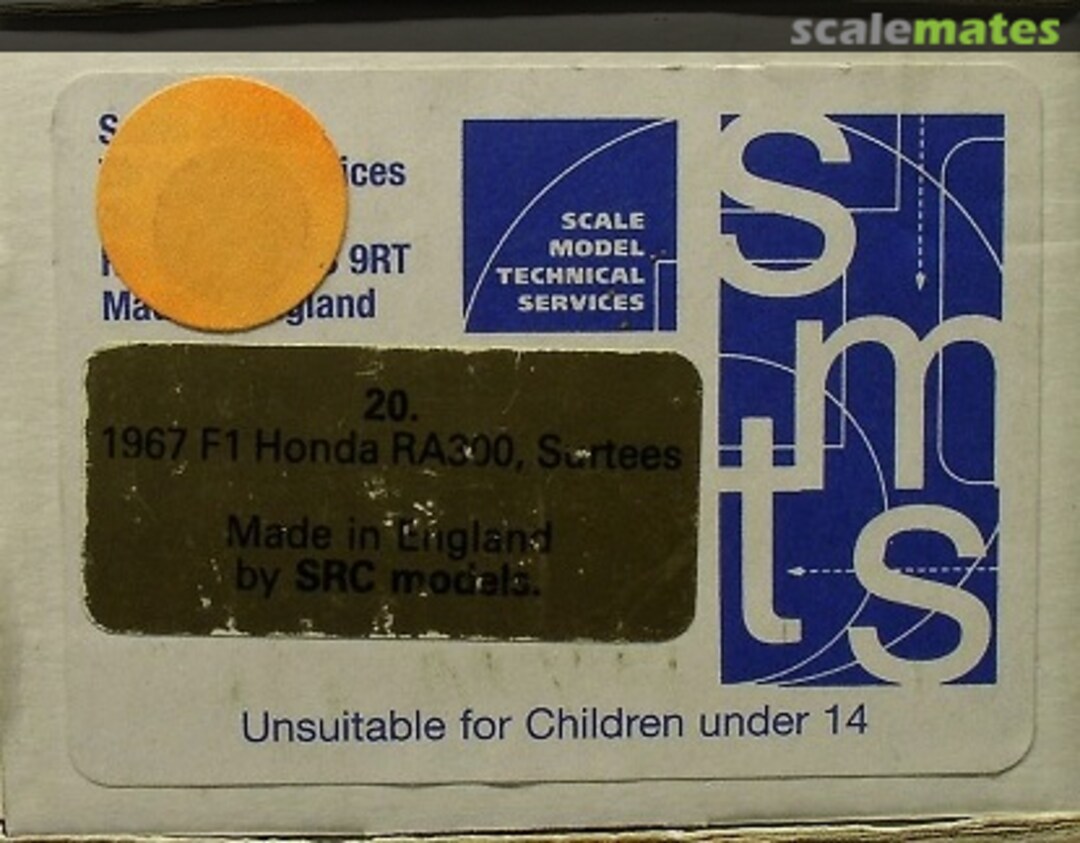 scalemates
S
ices
9RT
Ma gland
SCALE
MODEL
TECHNICAL
SERVICES
smts
20.
1967 F1 Honda RA300, Surtees
Made in England
by SRC models.
Unsuitable for Children under 14